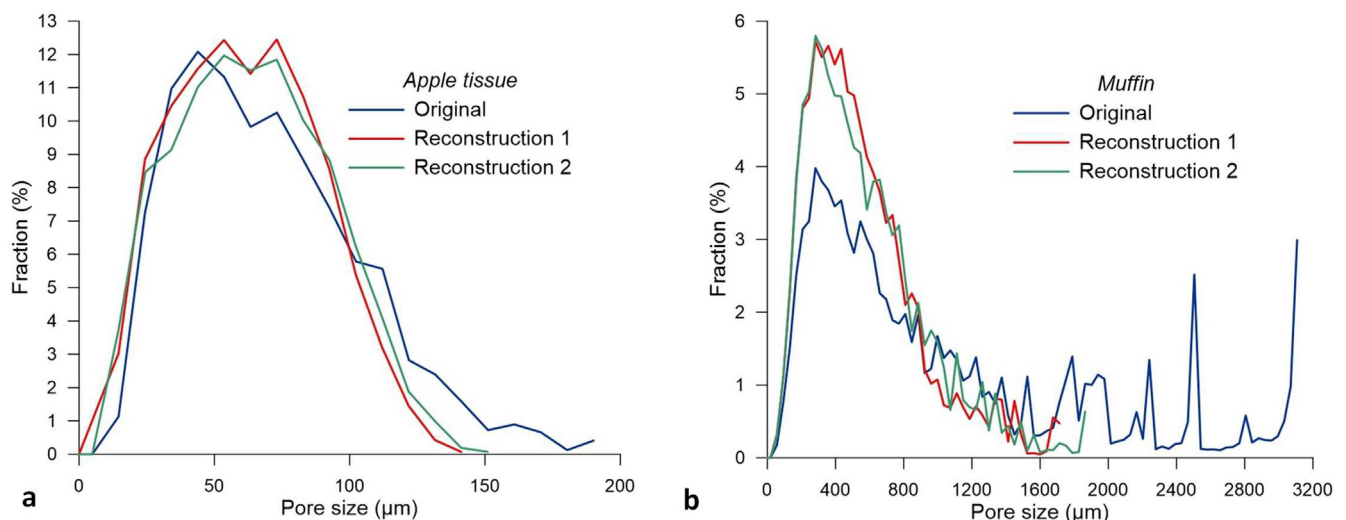 13
12
11
10
9
8
7
6
5
4
3
2
1
0
Fraction (%)
Apple tissue
Original
Reconstruction 1
Reconstruction 2
0 50 100 150 200
Pore size (μm)
a
6
5
4
3
2
1
0
Fraction (%)
Muffin
Original
Reconstruction 1
Reconstruction 2
0 400 800 1200 1600 2000 2400 2800 3200
Pore size (μm)
b